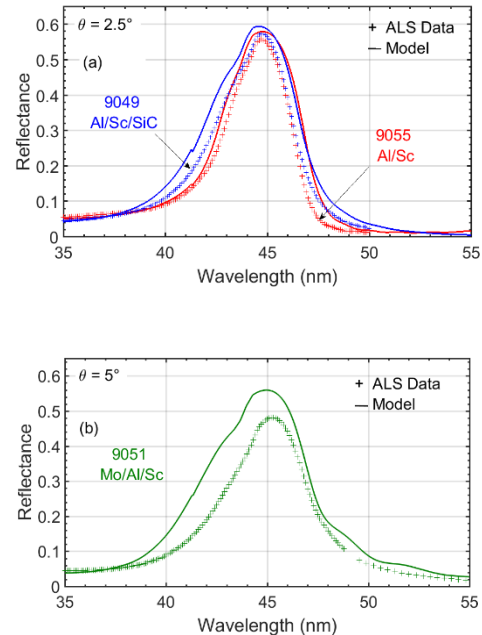 0.6
θ = 2.5°
+ ALS Data
— Model
0.5
(a)
0.4
9049
Al/Sc/SiC
9055
Al/Sc
0.3
0.2
0.1
0
Reflectance
35
40
45
50
55
Wavelength (nm)
0.6
θ = 5°
+ ALS Data
— Model
0.5
(b)
9051
Mo/Al/Sc
0.4
0.3
0.2
0.1
0
Reflectance
35
40
45
50
55
Wavelength (nm)